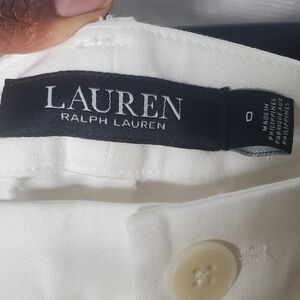 LAUREN
RALPH LAUREN
0
MADE IN
PHILIPPINES
FABRIQUÉ AUX
PHILIPPINES